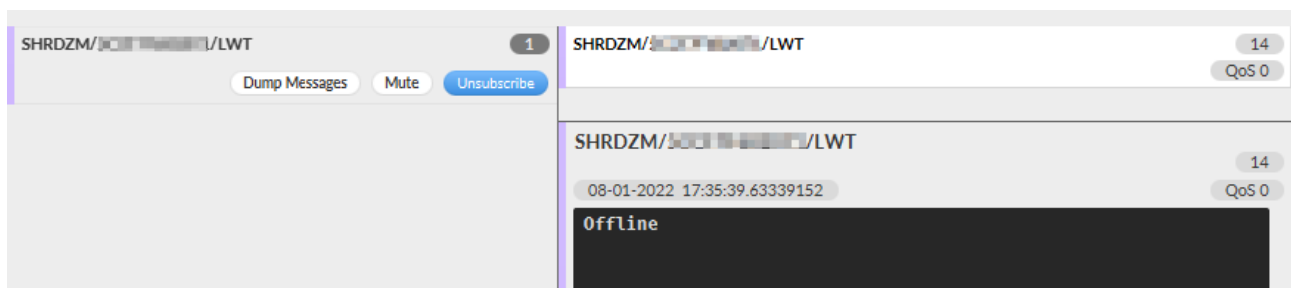 SHRDZM/ /LWT
1
Dump Messages Mute Unsubscribe
SHRDZM/ /LWT
14
QoS 0
SHRDZM/ /LWT
14
08-01-2022 17:35:39.63339152
QoS 0
Offline